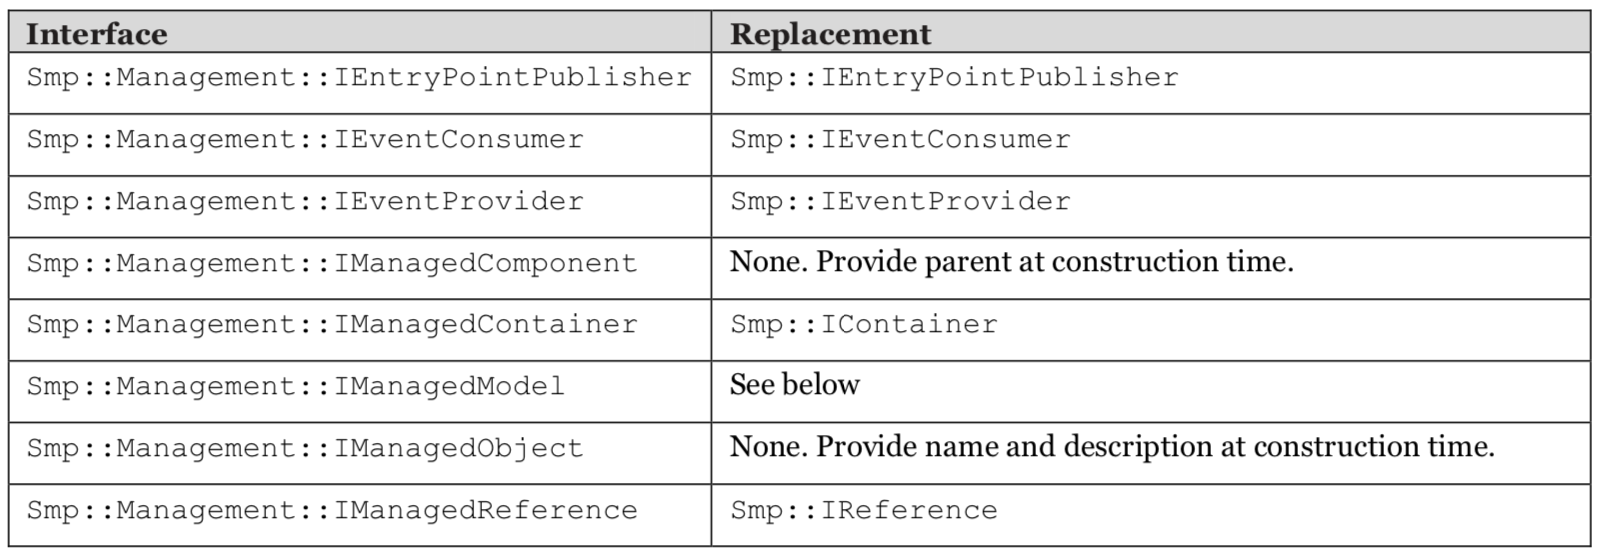 Interface Replacement
Smp::Management::IEntryPointPublisher Smp::IEntryPointPublisher
Smp::Management::IEventConsumer Smp::IEventConsumer
Smp::Management::IEventProvider Smp::IEventProvider
Smp::Management::IManagedComponent None. Provide parent at construction time.
Smp::Management::IManagedContainer Smp::IContainer
Smp::Management::IManagedModel See below
Smp::Management::IManagedObject None. Provide name and description at construction time.
Smp::Management::IManagedReference Smp::IReference